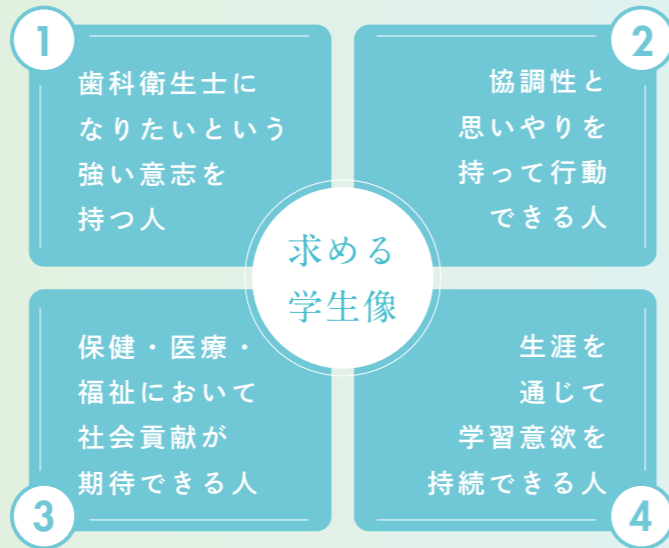 1
歯科衛生士に
なりたいという
強い意志を
持つ人
2
協調性と
思いやりを
持って行動
できる人
求める
学生像
3
保健・医療・
福祉において
社会貢献が
期待できる人
4
生涯を
通じて
学習意欲を
持続できる人